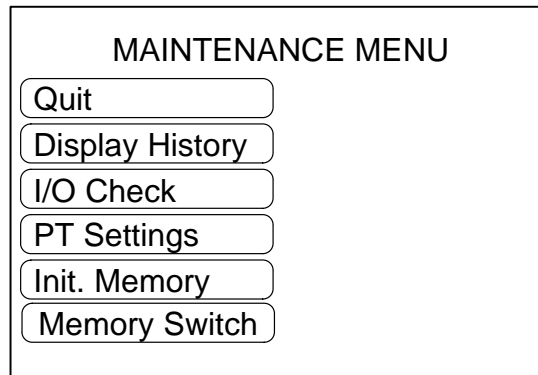 MAINTENANCE MENU
Quit
Display History
I/O Check
PT Settings
Init. Memory
Memory Switch